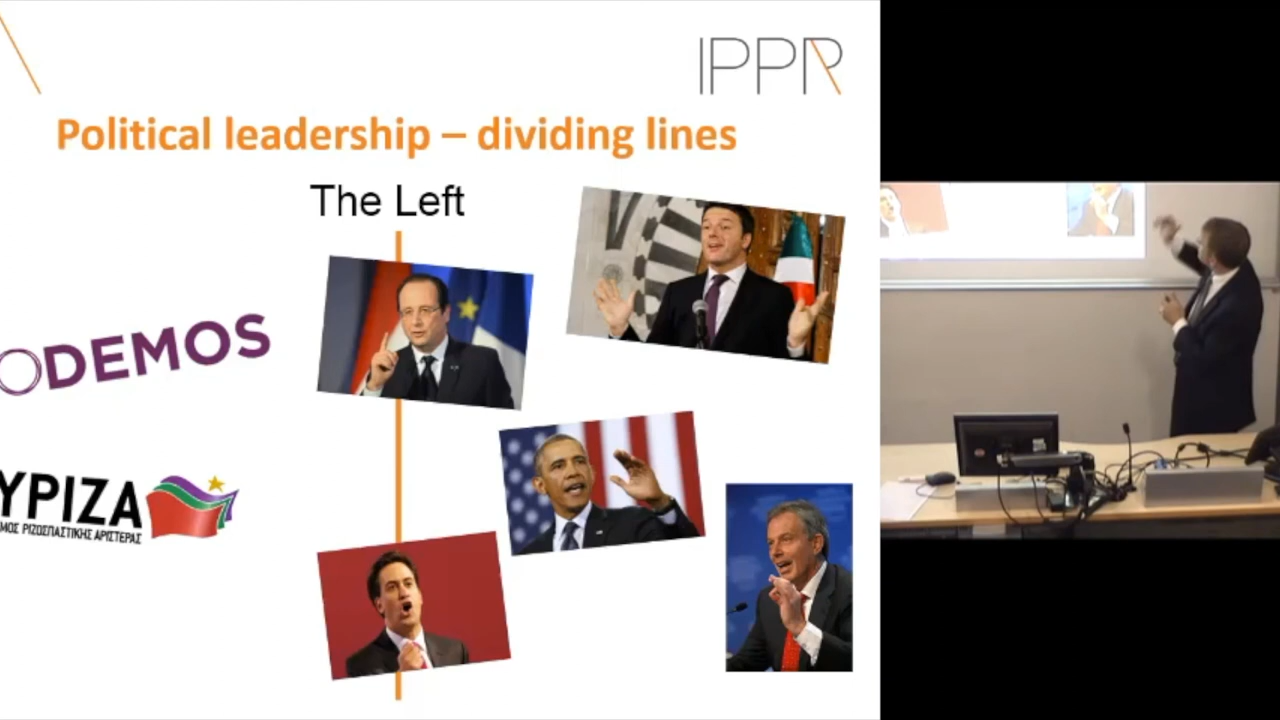 IPPR
Political leadership – dividing lines
The Left
ODEMOS
ΥΡΙΖΑ
ΜΟΣ ΡΙΖΟΣΠΑΣΤΙΚΗΣ ΑΡΙΣΤΕΡΑΣ